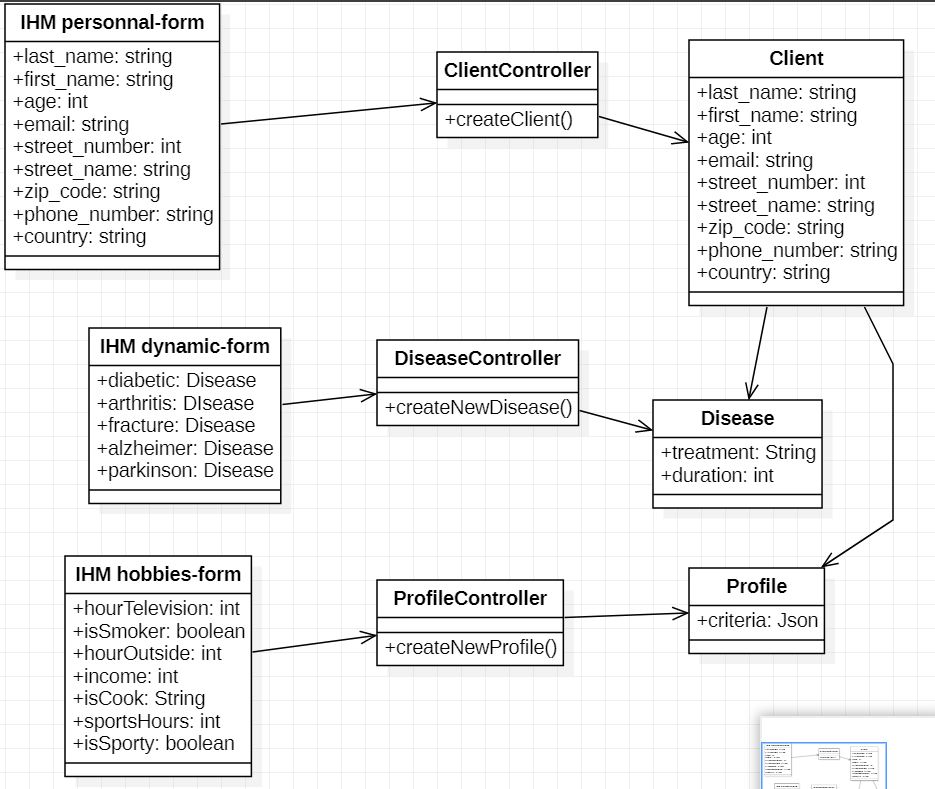 IHM personnal-form
+last_name: string
+first_name: string
+age: int
+email: string
+street_number: int
+street_name: string
+zip_code: string
+phone_number: string
+country: string
ClientController
+createClient()
Client
+last_name: string
+first_name: string
+age: int
+email: string
+street_number: int
+street_name: string
+zip_code: string
+phone_number: string
+country: string
IHM dynamic-form
+diabetic: Disease
+arthritis: DIsease
+fracture: Disease
+alzheimer: Disease
+parkinson: Disease
DiseaseController
+createNewDisease()
Disease
+treatment: String
+duration: int
IHM hobbies-form
+hourTelevision: int
+isSmoker: boolean
+hourOutside: int
+income: int
+isCook: String
+sportsHours: int
+isSporty: boolean
ProfileController
+createNewProfile()
Profile
+criteria: Json